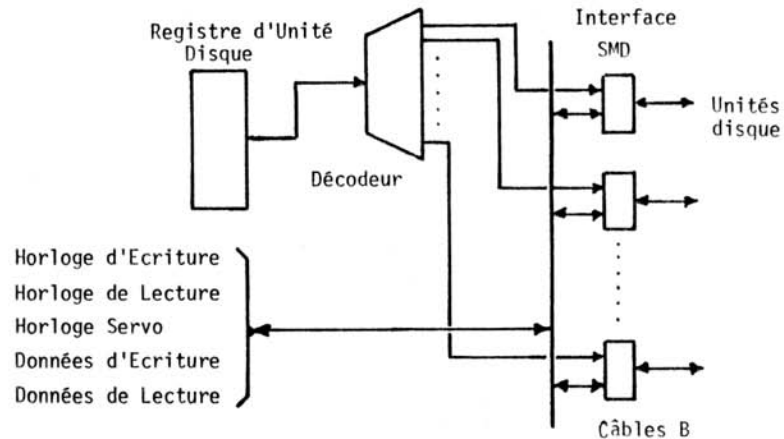 Registre d'Unité
Disque
Interface
SMD
Unités
disque
Décodeur
Horloge d'Ecriture
Horloge de Lecture
Horloge Servo
Données d'Ecriture
Données de Lecture
Câbles B